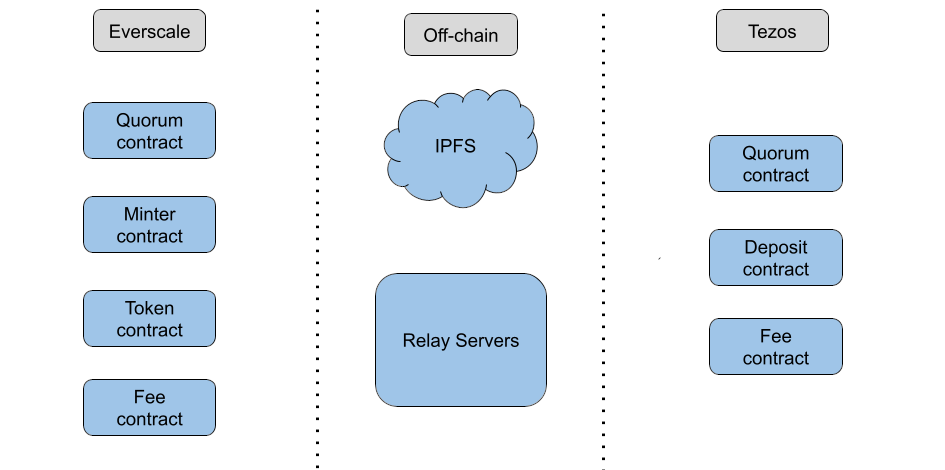 Everscale
Quorum
contract
Minter
contract
Token
contract
Fee
contract
Off-chain
IPFS
Relay Servers
Tezos
Quorum
contract
Deposit
contract
Fee
contract